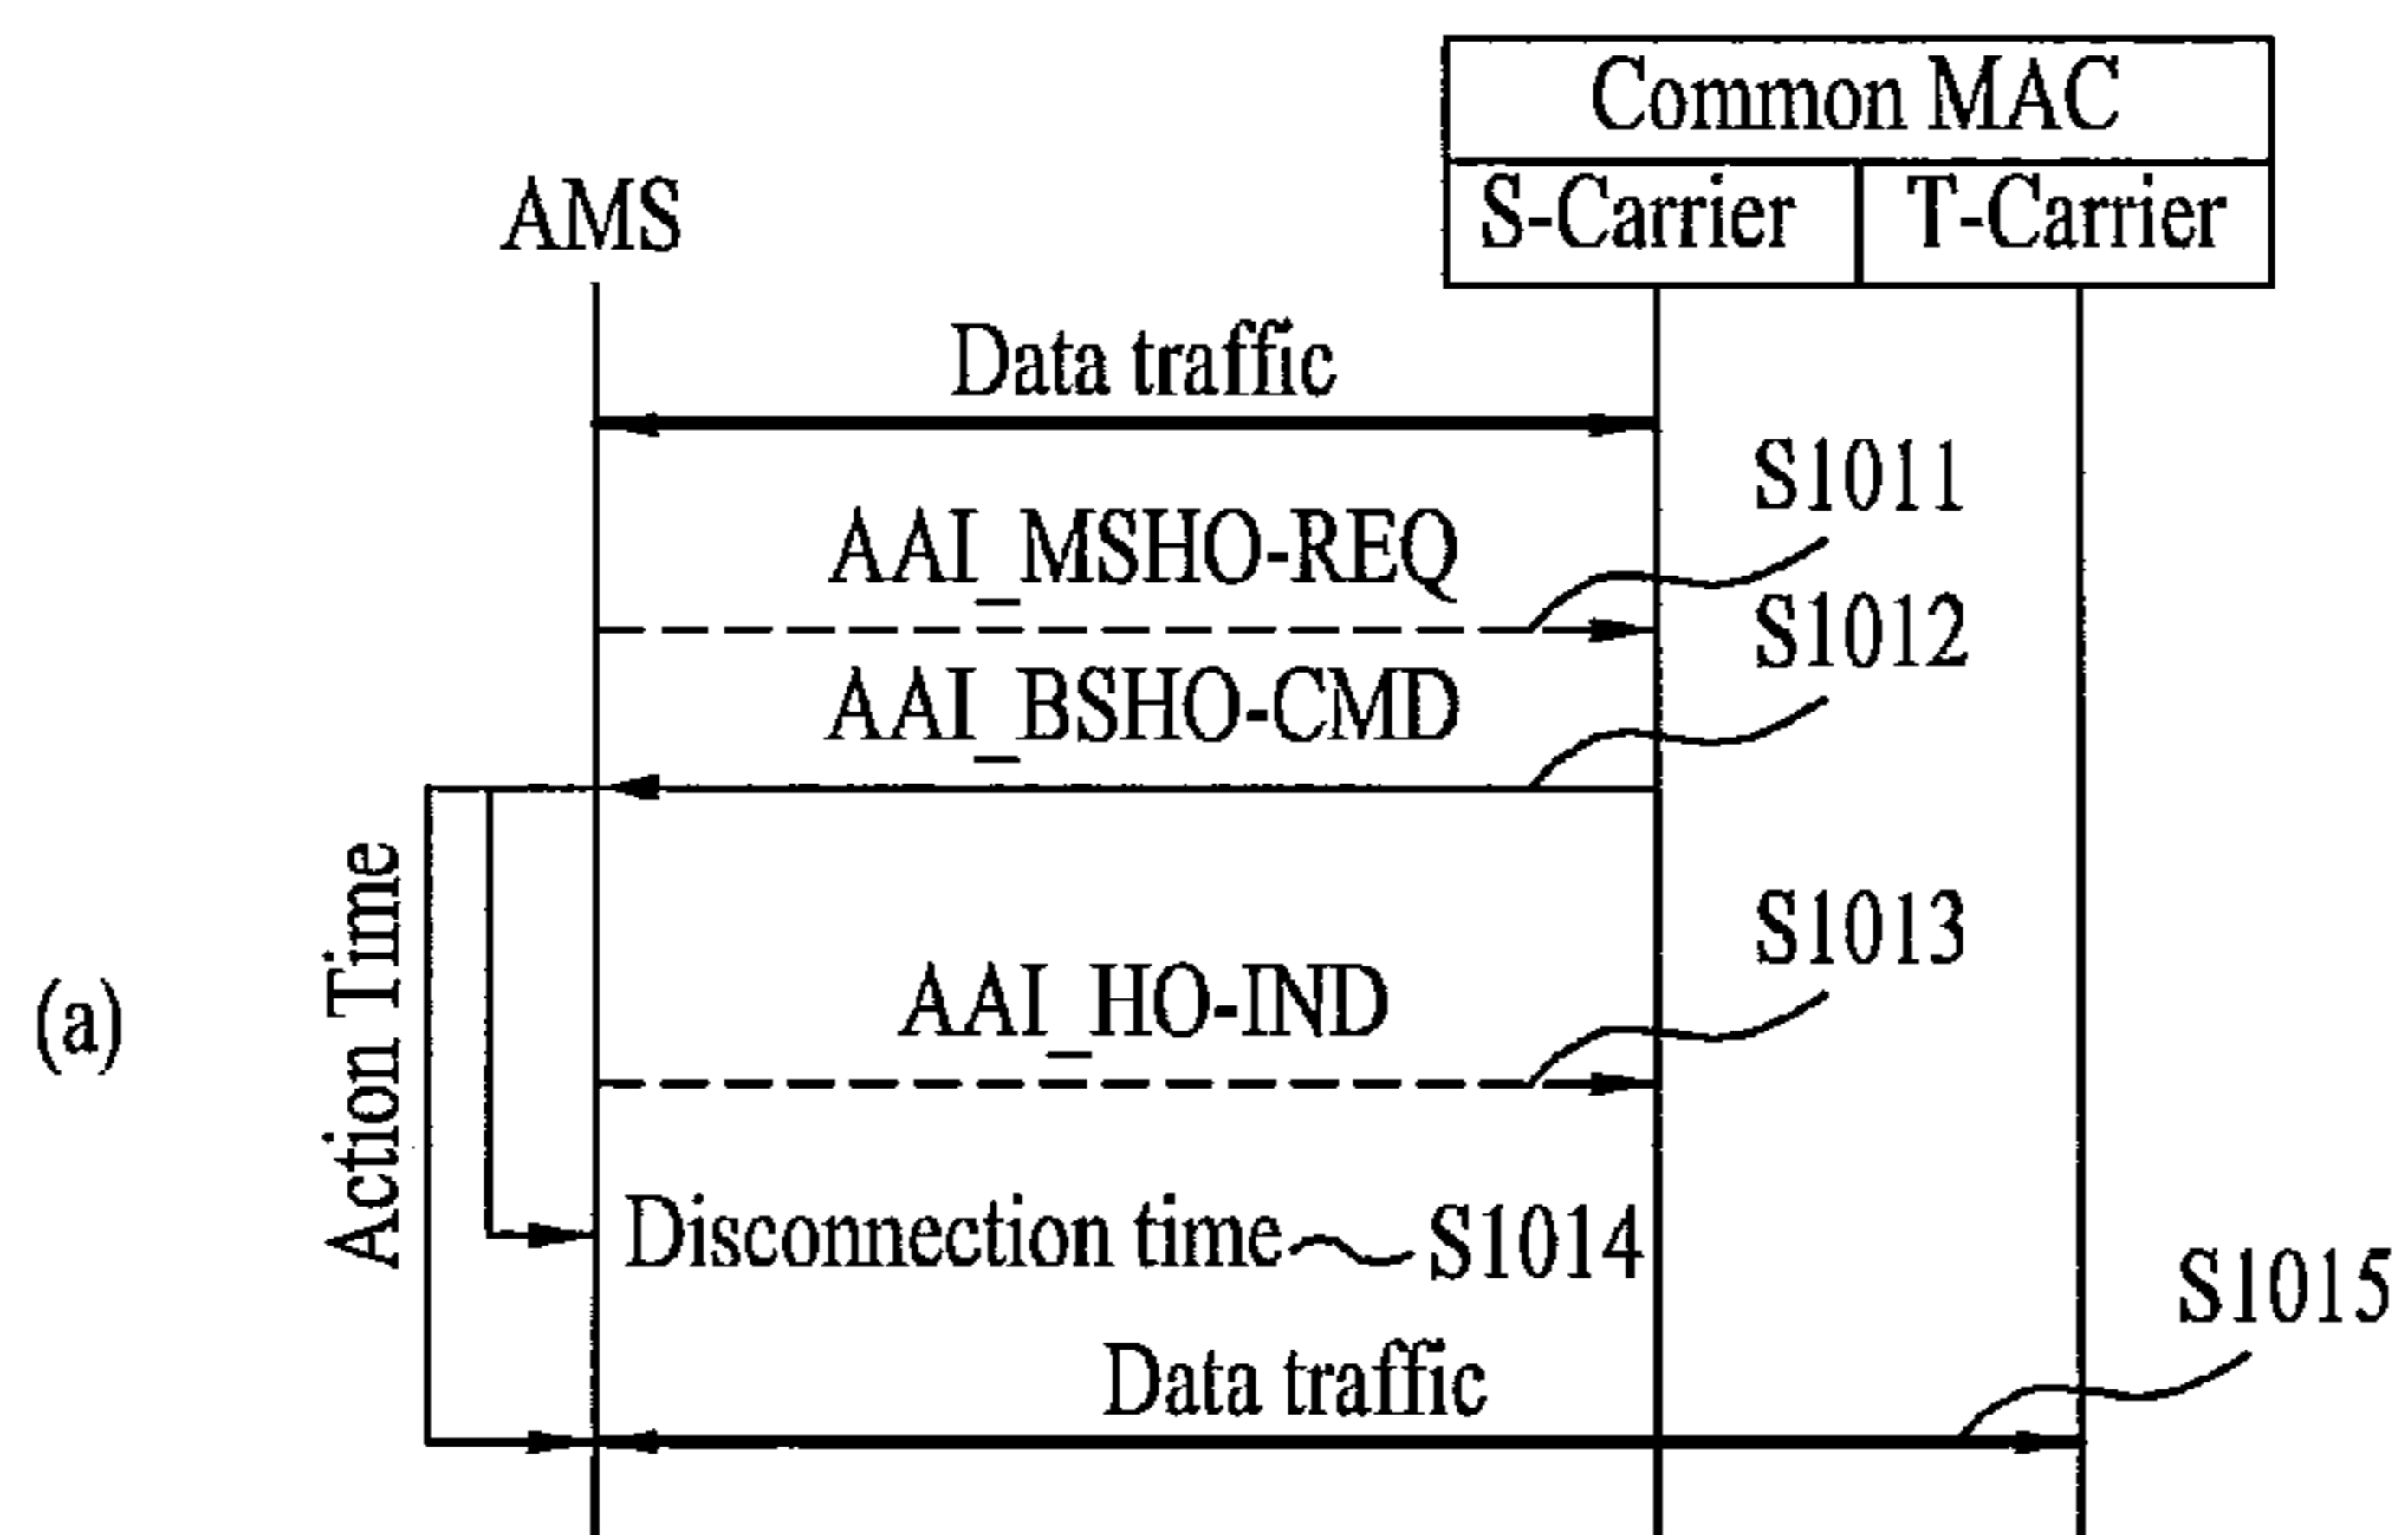 Common MAC
AMS
S-Carrier
T-Carrier
Data traffic
S1011
AAI_MSHO-REQ
S1012
AAI_BSHO-CMD
Action Time
S1013
AAI_HO-IND
(a)
Disconnection time
S1014
S1015
Data traffic